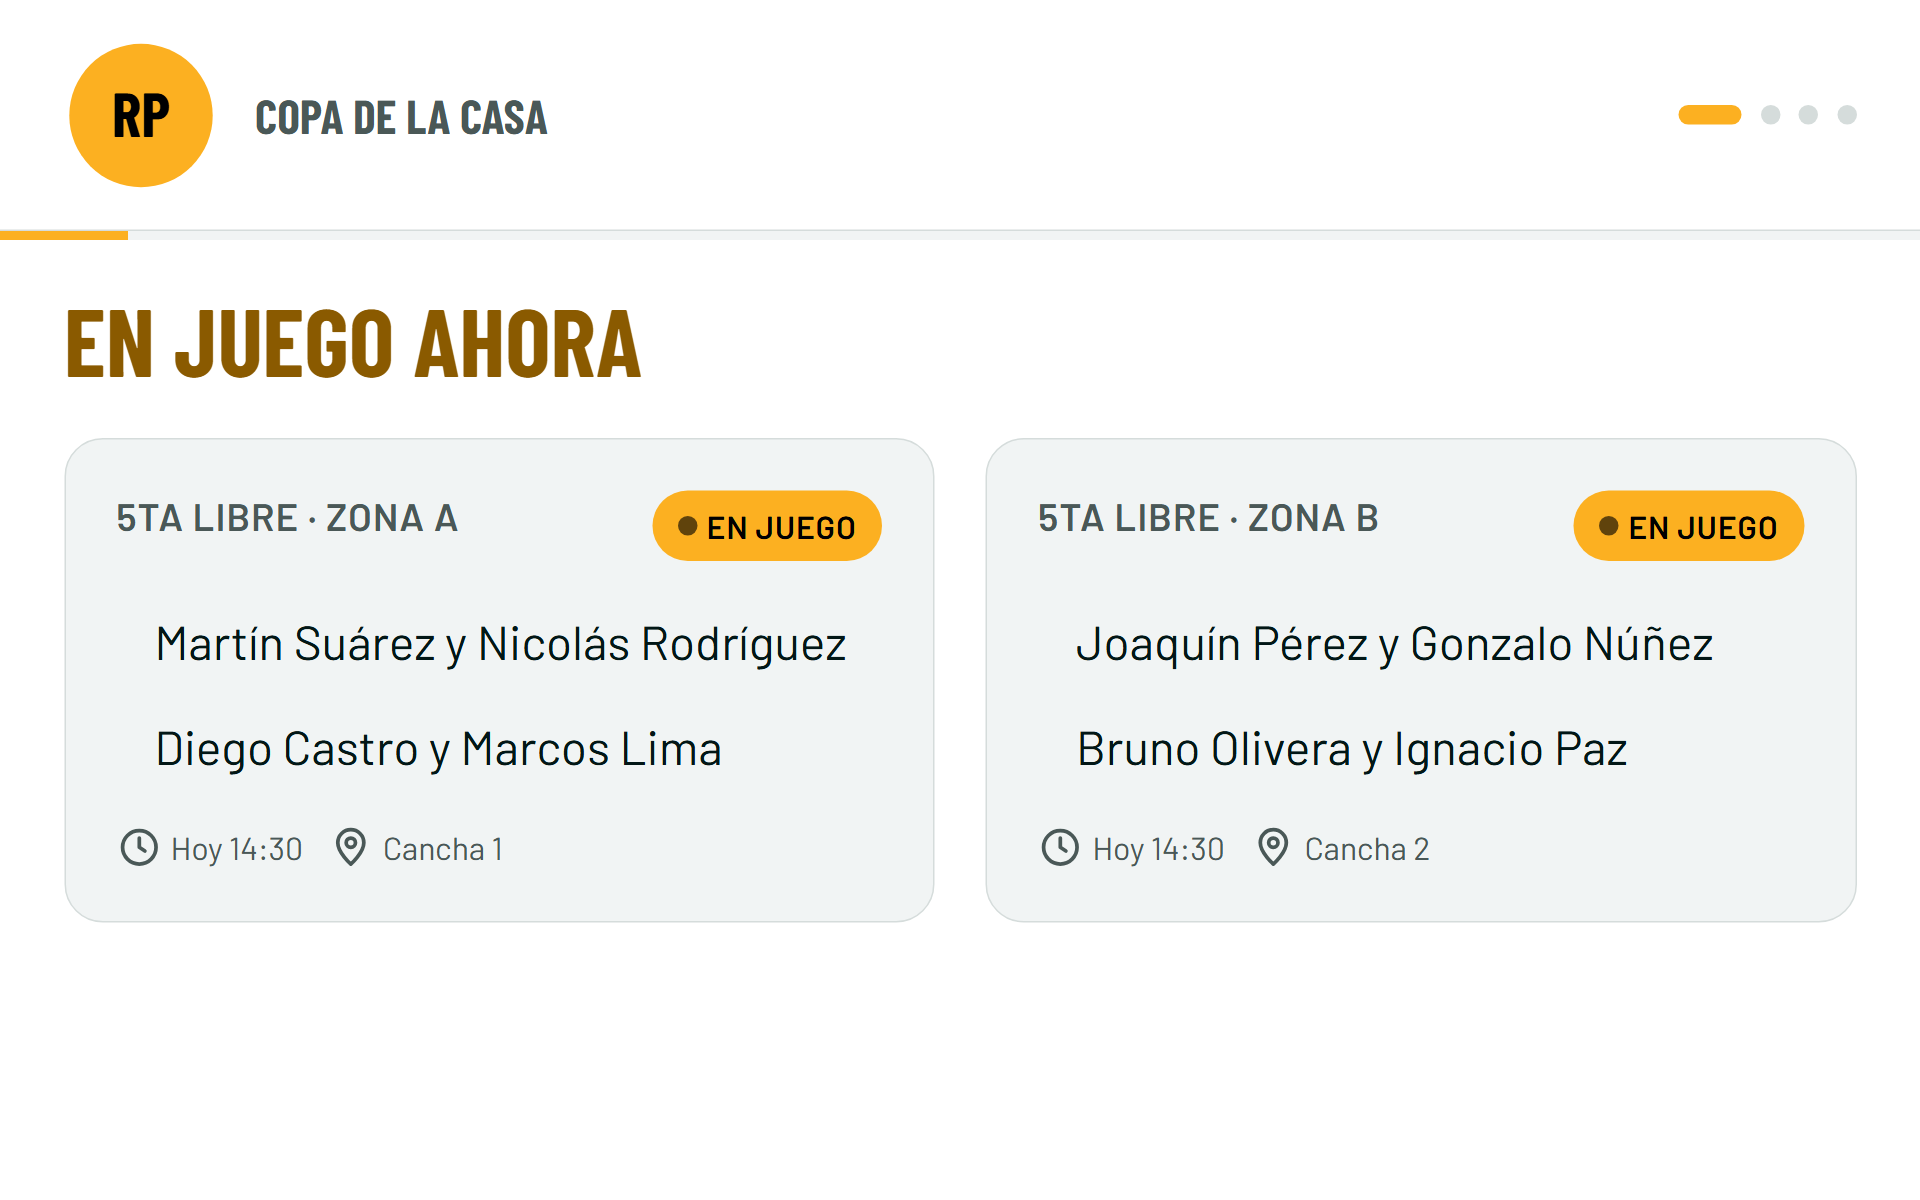 RP
COPA DE LA CASA
EN JUEGO AHORA
5TA LIBRE · ZONA A
EN JUEGO
Martín Suárez y Nicolás Rodríguez
Diego Castro y Marcos Lima
Hoy 14:30
Cancha 1
5TA LIBRE · ZONA B
EN JUEGO
Joaquín Pérez y Gonzalo Núñez
Bruno Olivera y Ignacio Paz
Hoy 14:30
Cancha 2